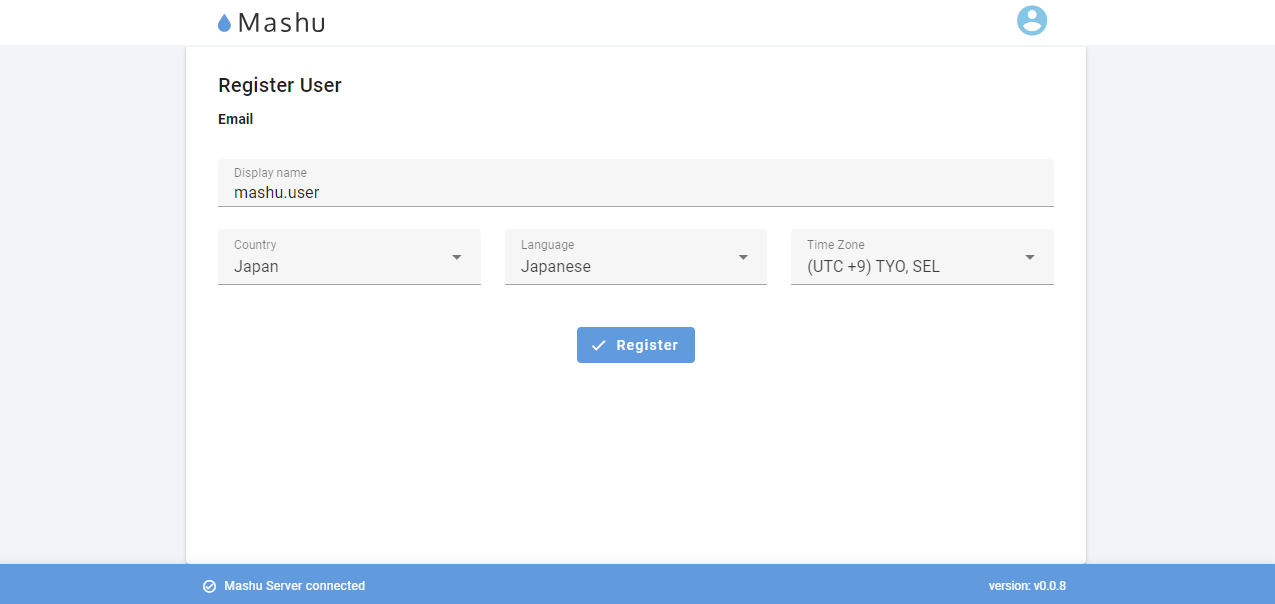 Mashu
Register User
Email
Display name
mashu.user
Country
Japan
Language
Japanese
Time Zone
(UTC +9) TYO, SEL
Register
Mashu Server connected
version: v0.0.8